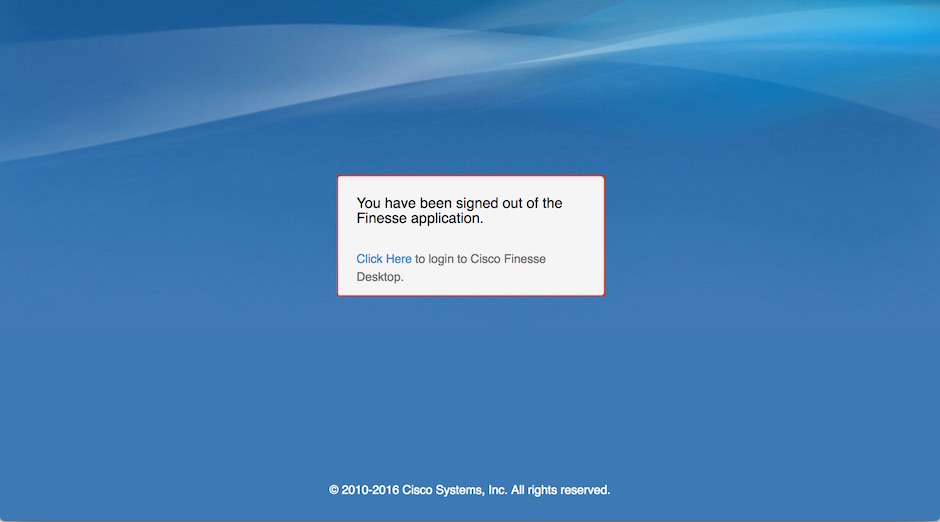 You have been signed out of the
Finesse application.
Click Here to login to Cisco Finesse
Desktop.
© 2010-2016 Cisco Systems, Inc. All rights reserved.